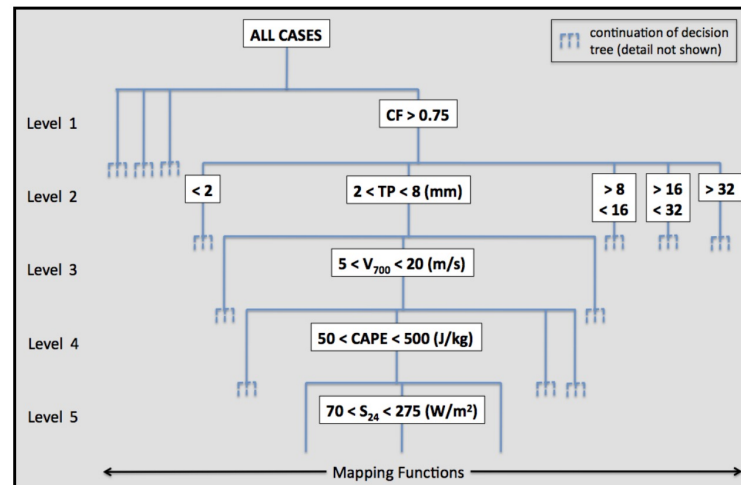 ALL CASES
continuation of decision
tree (detail not shown)
Level 1
CF > 0.75
Level 2
< 2
2 < TP < 8 (mm)
> 8
< 16
> 16
< 32
> 32
Level 3
5 < V₇₀₀ < 20 (m/s)
Level 4
50 < CAPE < 500 (J/kg)
Level 5
70 < S₂₄ < 275 (W/m²)
Mapping Functions